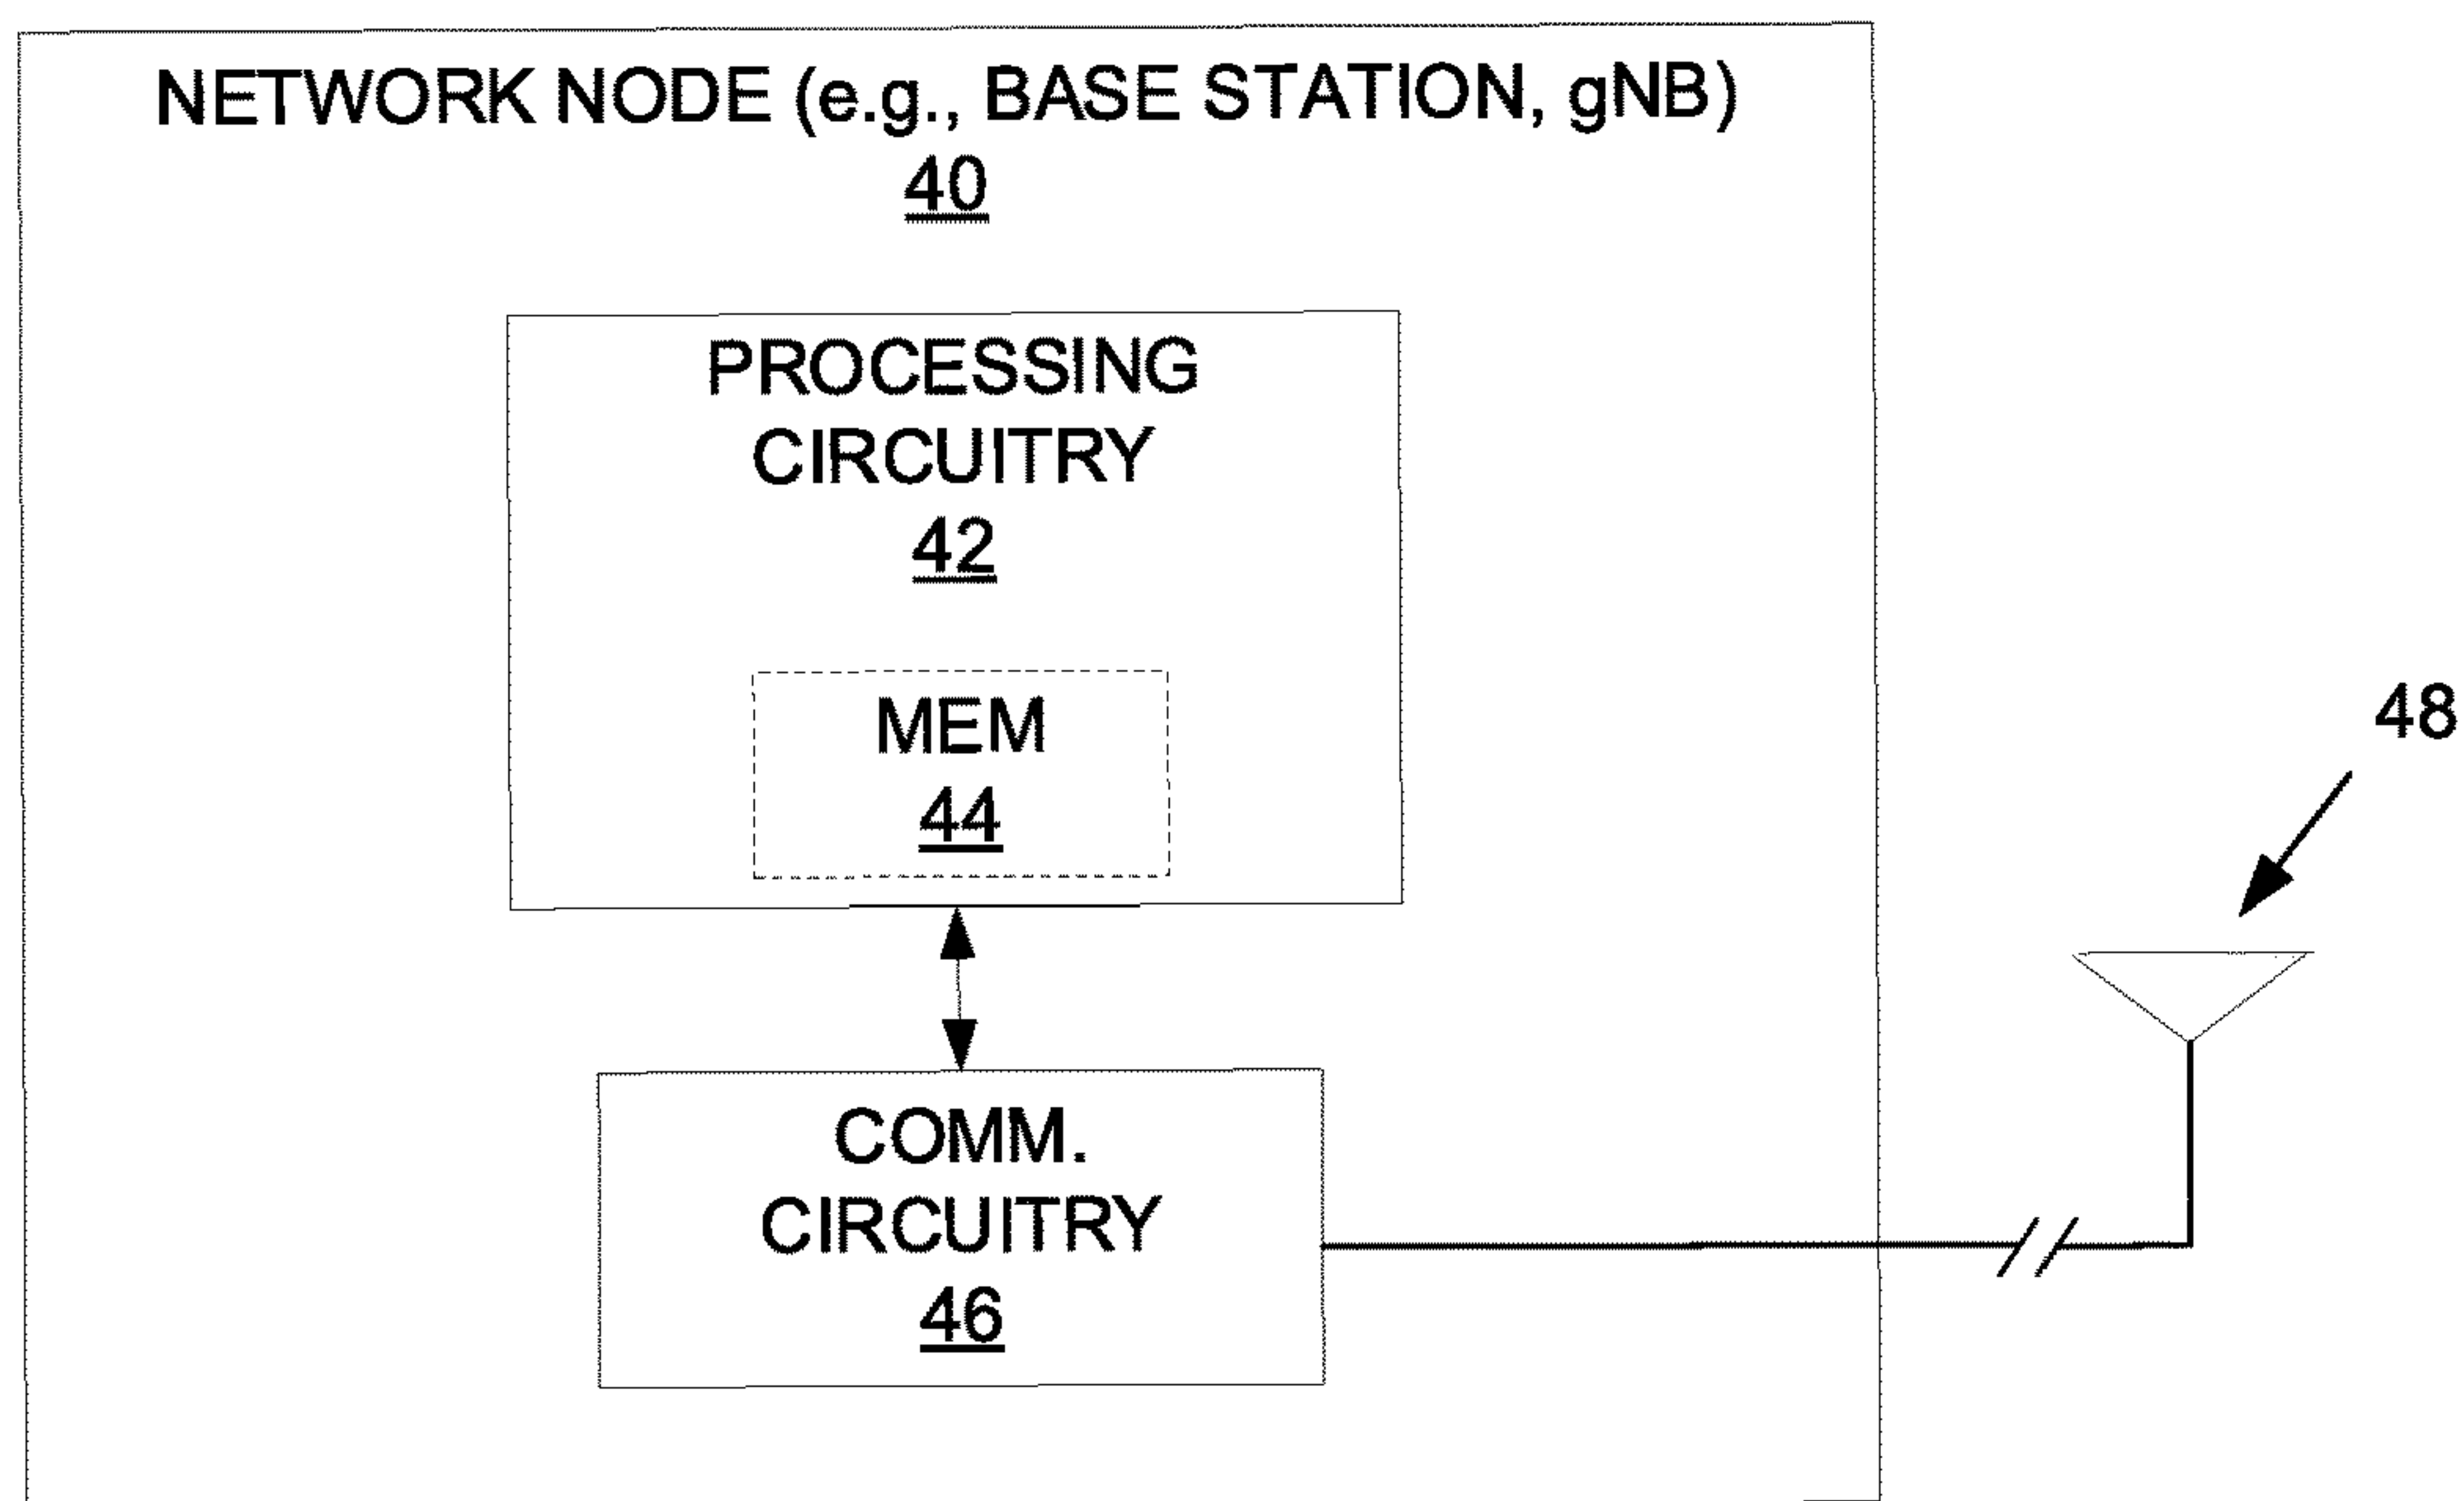 NETWORK NODE (e.g., BASE STATION, gNB)
40
PROCESSING
CIRCUITRY
42
MEM
44
48
COMM.
CIRCUITRY
46